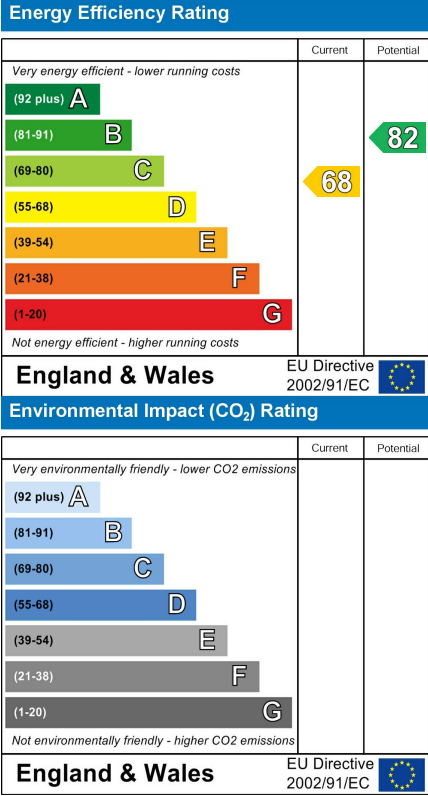 Energy Efficiency Rating
Current Potential
Very energy efficient - lower running costs
(92 plus) A
(81-91) B
82
(69-80) C
68
(55-68) D
(39-54) E
(21-38) F
(1-20) G
Not energy efficient - higher running costs
England & Wales
EU Directive
2002/91/EC
Environmental Impact (CO₂) Rating
Current Potential
Very environmentally friendly - lower CO2 emissions
(92 plus) A
(81-91) B
(69-80) C
(55-68) D
(39-54) E
(21-38) F
(1-20) G
Not environmentally friendly - higher CO2 emissions
England & Wales
EU Directive
2002/91/EC